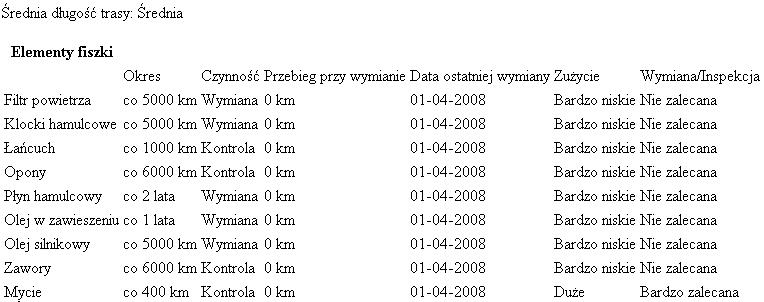 Średnia długość trasy: Średnia
Elementy fiszki
Okres Czynność Przebieg przy wymianie Data ostatniej wymiany Zużycie Wymiana/Inspekcja
Filtr powietrza co 5000 km Wymiana 0 km 01-04-2008 Bardzo niskie Nie zalecana
Klocki hamulcowe co 5000 km Wymiana 0 km 01-04-2008 Bardzo niskie Nie zalecana
Łańcuch co 1000 km Kontrola 0 km 01-04-2008 Bardzo niskie Nie zalecana
Opony co 6000 km Kontrola 0 km 01-04-2008 Bardzo niskie Nie zalecana
Płyn hamulcowy co 2 lata Wymiana 0 km 01-04-2008 Bardzo niskie Nie zalecana
Olej w zawieszeniu co 1 lata Wymiana 0 km 01-04-2008 Bardzo niskie Nie zalecana
Olej silnikowy co 5000 km Wymiana 0 km 01-04-2008 Bardzo niskie Nie zalecana
Zawory co 6000 km Kontrola 0 km 01-04-2008 Bardzo niskie Nie zalecana
Mycie co 400 km Kontrola 0 km 01-04-2008 Duże Bardzo zalecana